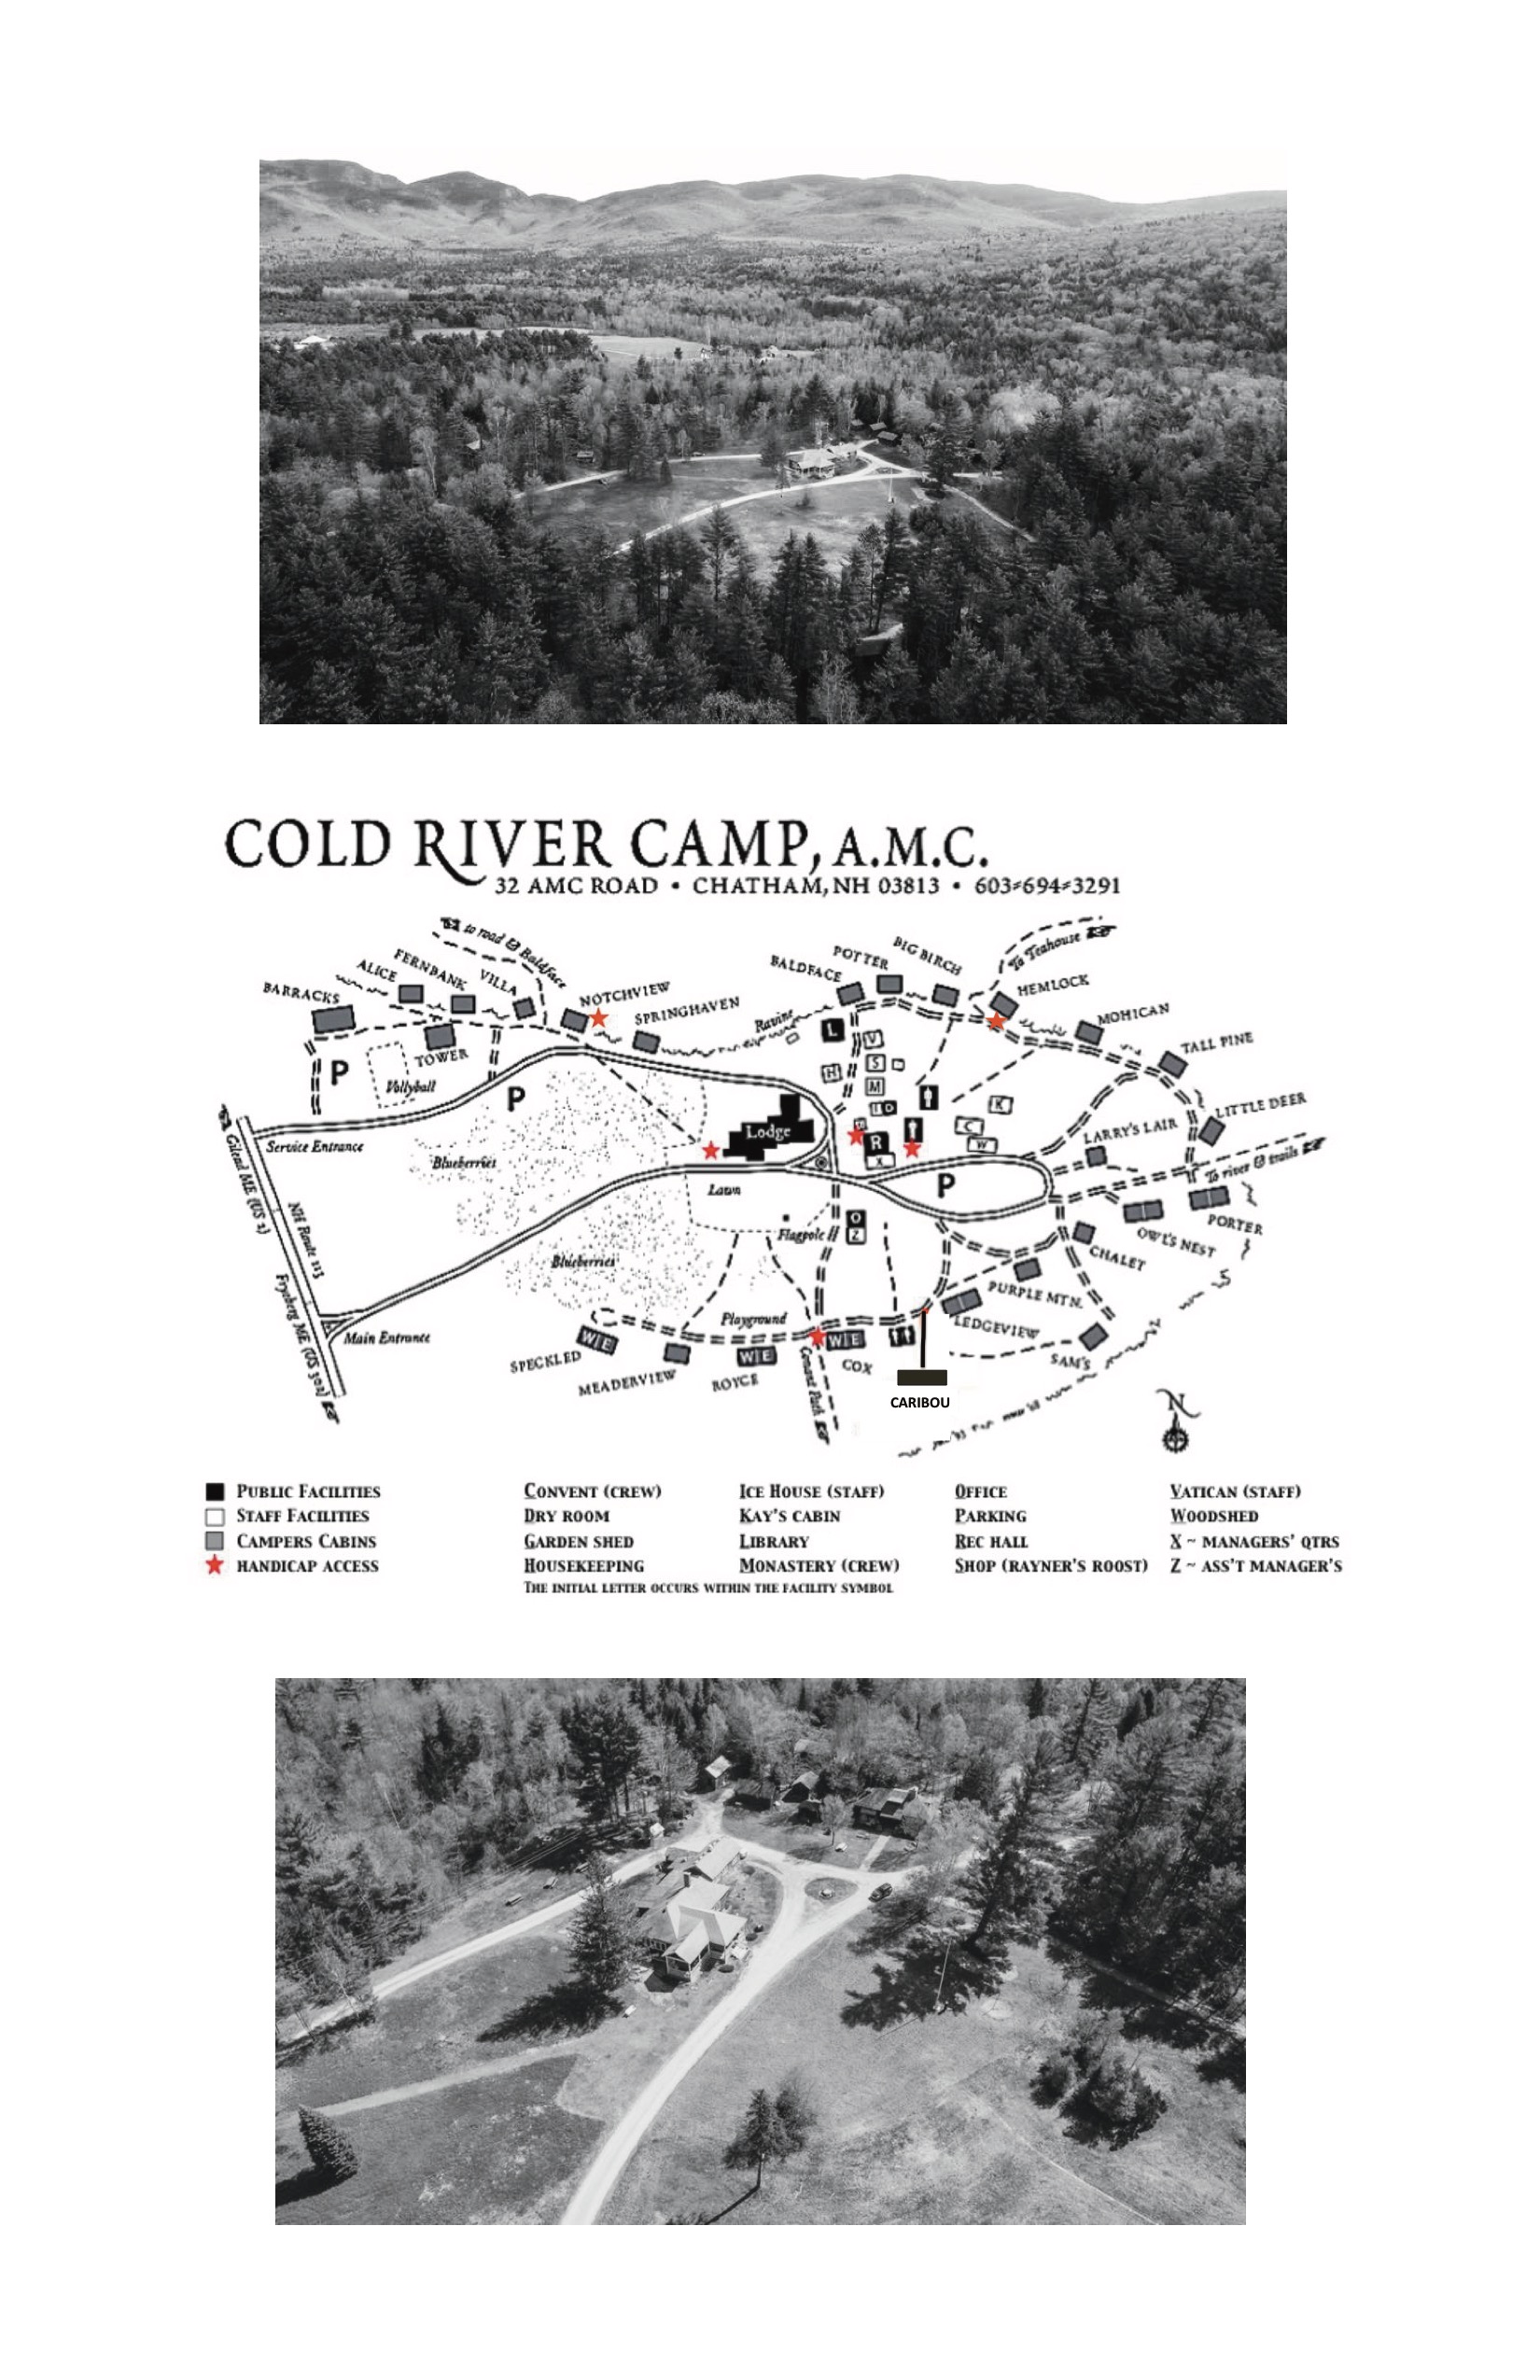 COLD RIVER CAMP, A.M.C.
32 AMC ROAD • CHATHAM, NH 03813 • 603-694-3291
to road & Baldface
BARRACKS
ALICE
FERNBANK
VILLA
NOTCHVIEW
SPRINGHAVEN
TOWER
P
Vollyball
P
Service Entrance
Blueberries
Ravine
BALDFACE
POTTER
BIG BIRCH
To Teahouse
HEMLOCK
MOHICAN
TALL PINE
LITTLE DEER
LARRY'S LAIR
To river & trails
PORTER
OWL'S NEST
CHALET
PURPLE MTN.
LEDGEVIEW
SAM'S
L
V
H
S
M
I D
K
C
W
R
X
P
Lodge
Lawn
Flagpole
O
Z
Gilead ME (US 2)
NH Route 113
Fryeberg ME (US 302)
Main Entrance
Blueberries
Playground
W E
SPECKLED
MEADERVIEW
W E
ROYCE
W E
COX
Conant Path
CARIBOU
N
PUBLIC FACILITIES
STAFF FACILITIES
CAMPERS CABINS
HANDICAP ACCESS
CONVENT (CREW)
DRY ROOM
GARDEN SHED
HOUSEKEEPING
ICE HOUSE (STAFF)
KAY'S CABIN
LIBRARY
MONASTERY (CREW)
OFFICE
PARKING
REC HALL
SHOP (RAYNER'S ROOST)
VATICAN (STAFF)
WOODSHED
X ~ MANAGERS' QTRS
Z ~ ASS'T MANAGER'S
THE INITIAL LETTER OCCURS WITHIN THE FACILITY SYMBOL